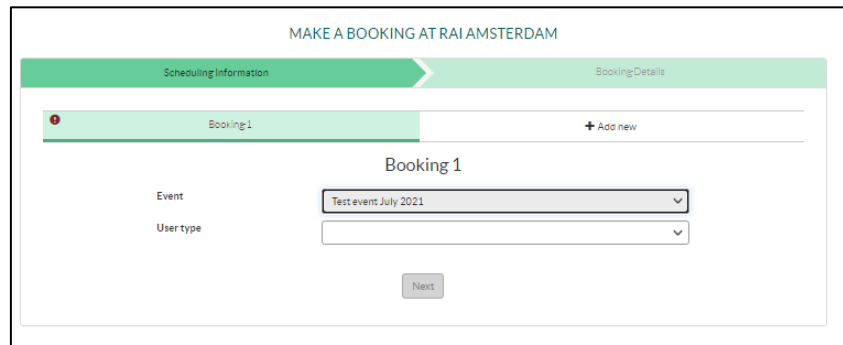 MAKE A BOOKING AT RAI AMSTERDAM
Scheduling Information
Booking Details
Booking 1
+ Add new
Booking 1
Event
Test event July 2021
User type
Next